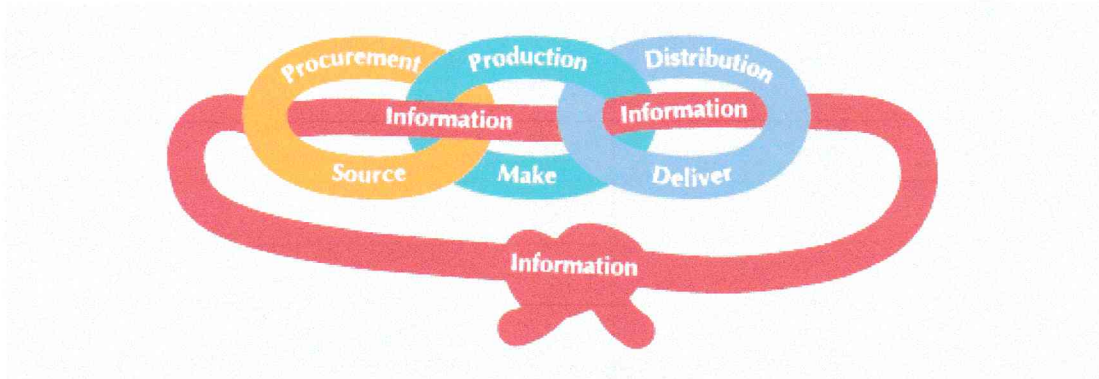 Procurement
Production
Distribution
Information
Information
Source
Make
Deliver
Information